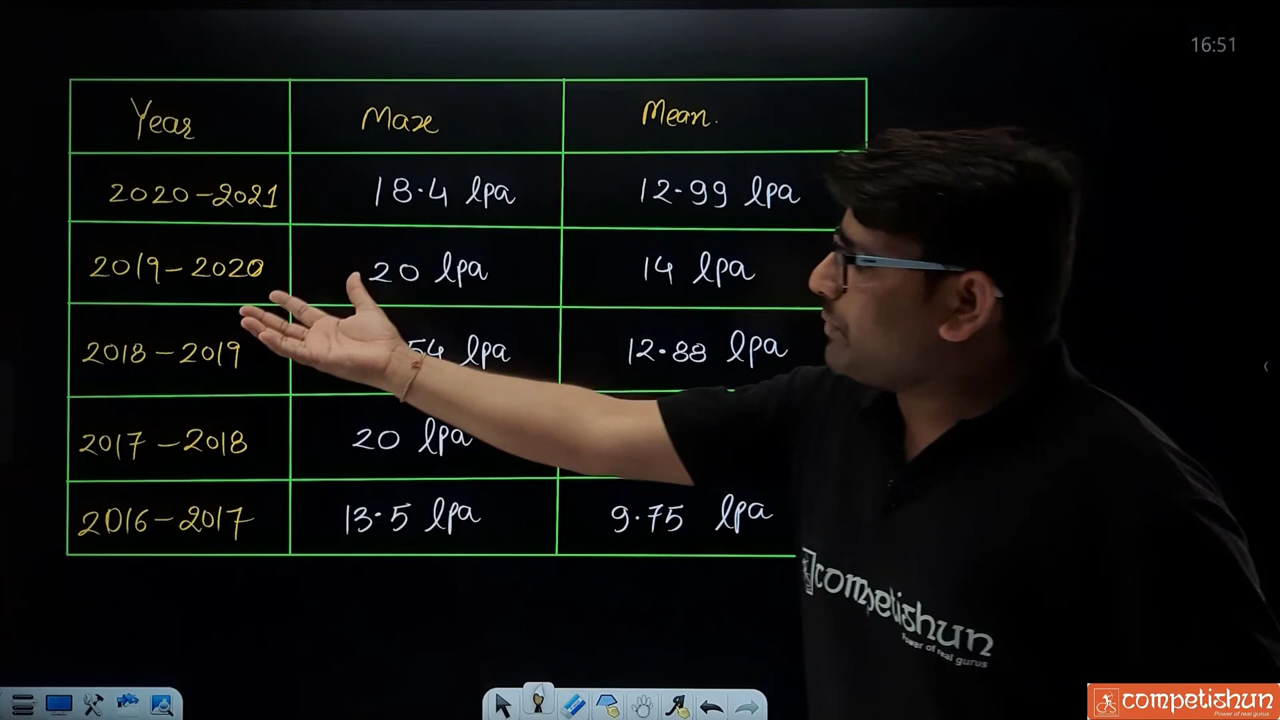 16:51
Year Max Mean.
2020-2021 18.4 lpa 12.99 lpa
2019-2020 20 lpa 14 lpa
2018-2019 54 lpa 12.88 lpa
2017-2018 20 lpa
2016-2017 13.5 lpa 9.75 lpa
competishun
Power of real gurus
competishun
Power of real gurus